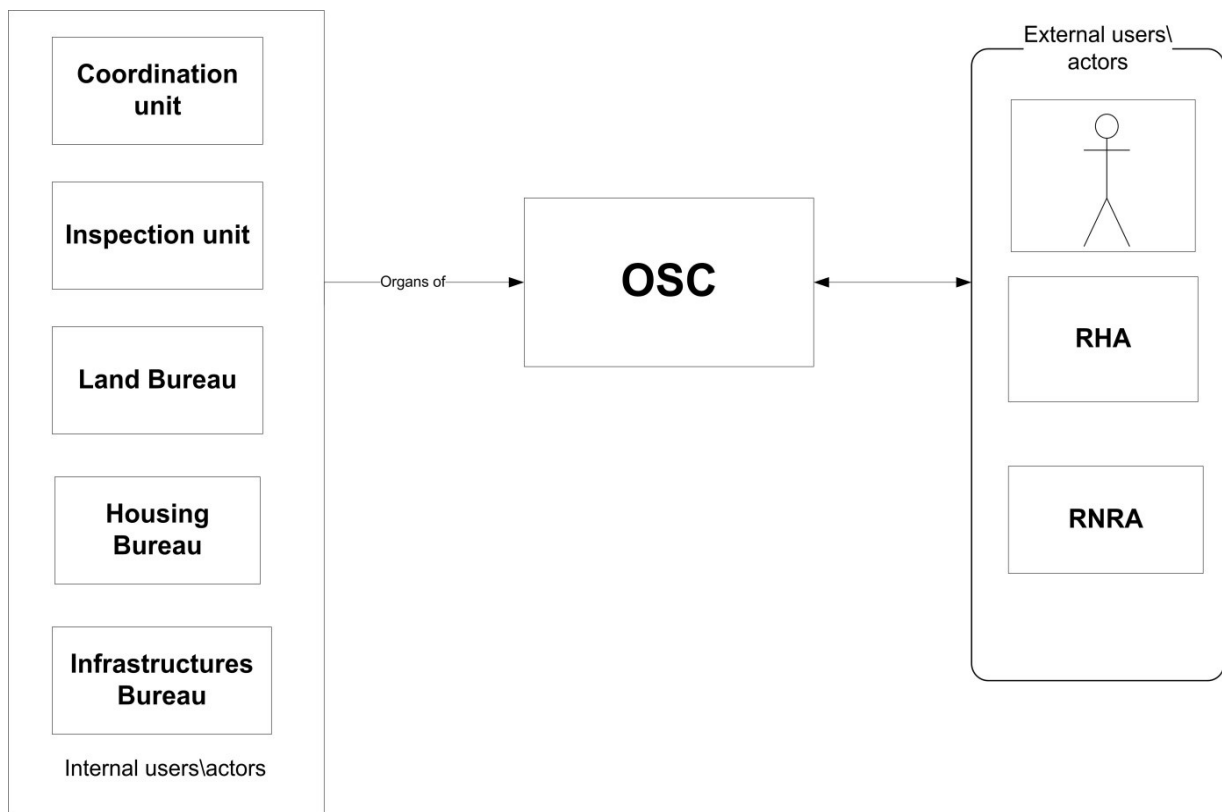 Coordination
unit
Inspection unit
Land Bureau
Housing
Bureau
Infrastructures
Bureau
Internal users\actors
Organs of
OSC
External users\
actors
RHA
RNRA